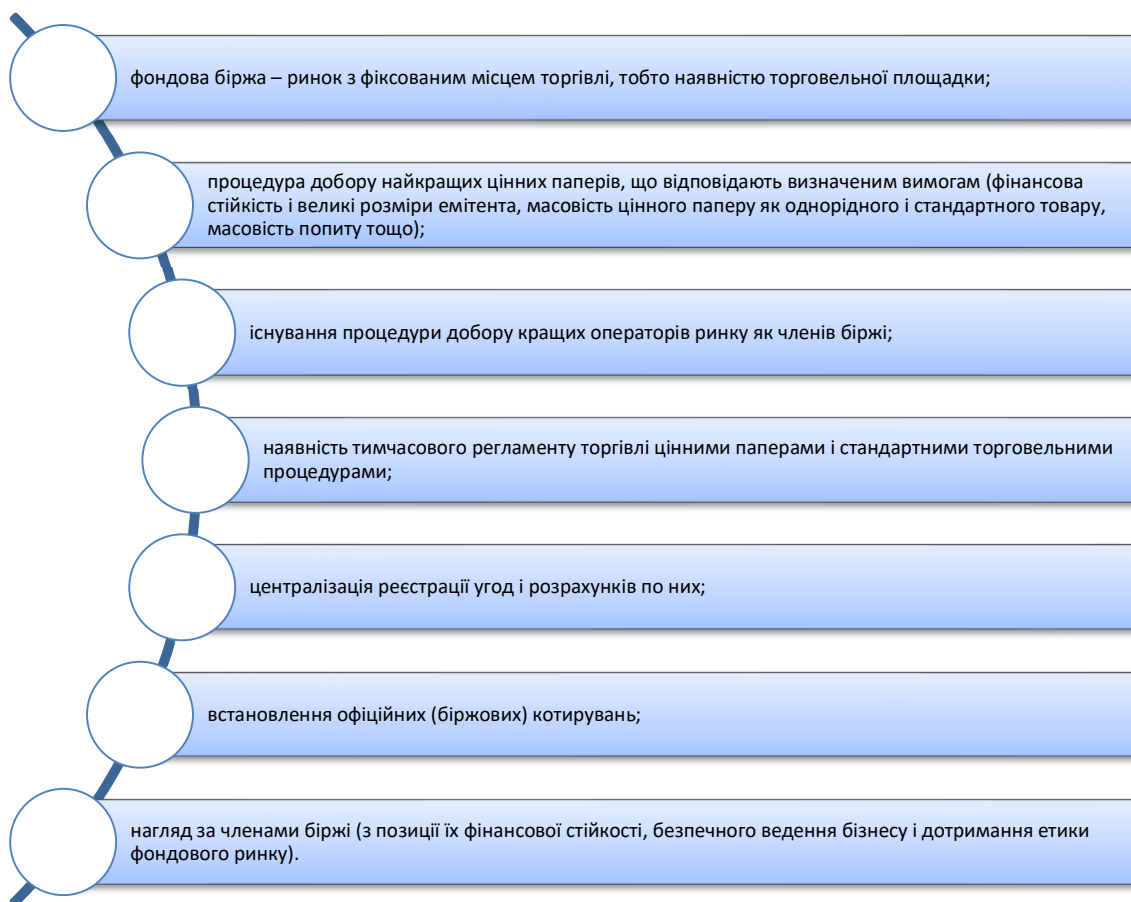 фондова біржа – ринок з фіксованим місцем торгівлі, тобто наявністю торговельної площадки;
процедура добору найкращих цінних паперів, що відповідають визначеним вимогам (фінансова
стійкість і великі розміри емітента, масовість цінного паперу як однорідного і стандартного товару,
масовість попиту тощо);
існування процедури добору кращих операторів ринку як членів біржі;
наявність тимчасового регламенту торгівлі цінними паперами і стандартними торговельними
процедурами;
централізація реєстрації угод і розрахунків по них;
встановлення офіційних (біржових) котирувань;
нагляд за членами біржі (з позиції їх фінансової стійкості, безпечного ведення бізнесу і дотримання етики
фондового ринку).